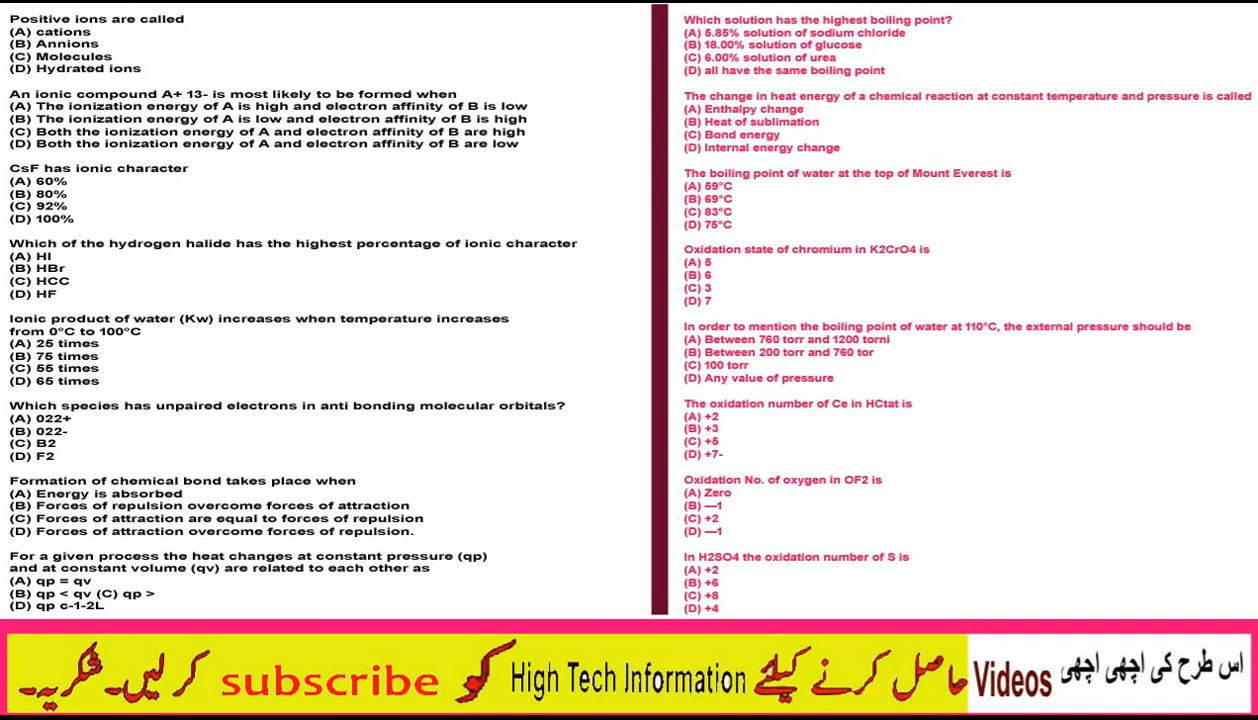 Positive ions are called
(A) cations
(B) Annions
(C) Molecules
(D) Hydrated ions
An ionic compound A+ 13- is most likely to be formed when
(A) The ionization energy of A is high and electron affinity of B is low
(B) The ionization energy of A is low and electron affinity of B is high
(C) Both the ionization energy of A and electron affinity of B are high
(D) Both the ionization energy of A and electron affinity of B are low
CsF has ionic character
(A) 60%
(B) 80%
(C) 92%
(D) 100%
Which of the hydrogen halide has the highest percentage of ionic character
(A) HI
(B) HBr
(C) HCC
(D) HF
Ionic product of water (Kw) increases when temperature increases
from 0°C to 100°C
(A) 25 times
(B) 75 times
(C) 55 times
(D) 65 times
Which species has unpaired electrons in anti bonding molecular orbitals?
(A) 022+
(B) 022-
(C) B2
(D) F2
Formation of chemical bond takes place when
(A) Energy is absorbed
(B) Forces of repulsion overcome forces of attraction
(C) Forces of attraction are equal to forces of repulsion
(D) Forces of attraction overcome forces of repulsion.
For a given process the heat changes at constant pressure (qp)
and at constant volume (qv) are related to each other as
(A) qp = qv
(B) qp < qv (C) qp >
(D) qp c-1-2L
Which solution has the highest boiling point?
(A) 5.85% solution of sodium chloride
(B) 18.00% solution of glucose
(C) 6.00% solution of urea
(D) all have the same boiling point
The change in heat energy of a chemical reaction at constant temperature and pressure is called
(A) Enthalpy change
(B) Heat of sublimation
(C) Bond energy
(D) Internal energy change
The boiling point of water at the top of Mount Everest is
(A) 59°C
(B) 69°C
(C) 83°C
(D) 75°C
Oxidation state of chromium in K2CrO4 is
(A) 5
(B) 6
(C) 3
(D) 7
In order to mention the boiling point of water at 110°C, the external pressure should be
(A) Between 760 torr and 1200 torni
(B) Between 200 torr and 760 tor
(C) 100 torr
(D) Any value of pressure
The oxidation number of Ce in HCtat is
(A) +2
(B) +3
(C) +5
(D) +7-
Oxidation No. of oxygen in OF2 is
(A) Zero
(B) —1
(C) +2
(D) —1
In H2SO4 the oxidation number of S is
(A) +2
(B) +6
(C) +8
(D) +4
اس طرح کی اچھی اچھی Videos حاصل کرنے کیلئے High Tech Information کو subscribe کر لیں۔ شکریہ۔